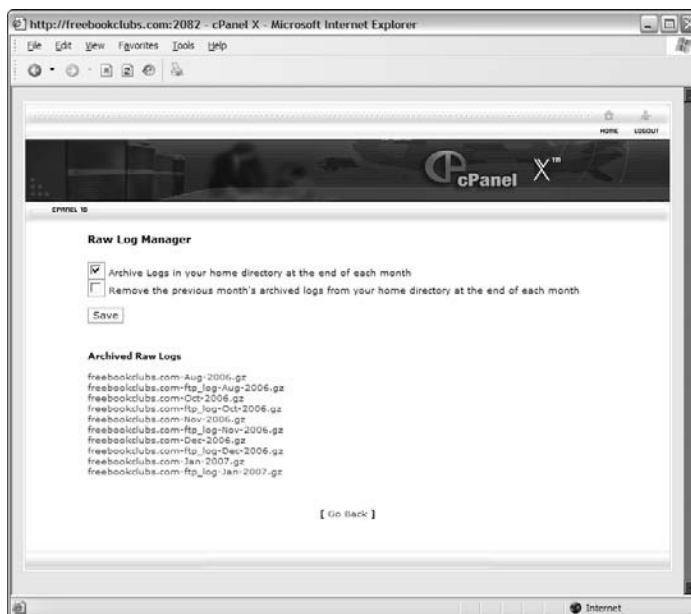 http://freebookclubs.com:2082 - cPanel X - Microsoft Internet Explorer
File Edit View Favorites Tools Help
HOME LOGOUT
cPanel X™
CPANEL 10
Raw Log Manager
Archive Logs in your home directory at the end of each month
Remove the previous month's archived logs from your home directory at the end of each month
Save
Archived Raw Logs
freebookclubs.com-Aug-2006.gz
freebookclubs.com-ftp_log-Aug-2006.gz
freebookclubs.com-Oct-2006.gz
freebookclubs.com-ftp_log-Oct-2006.gz
freebookclubs.com-Nov-2006.gz
freebookclubs.com-ftp_log-Nov-2006.gz
freebookclubs.com-Dec-2006.gz
freebookclubs.com-ftp_log-Dec-2006.gz
freebookclubs.com-Jan-2007.gz
freebookclubs.com-ftp_log-Jan-2007.gz
[ Go Back ]
Internet